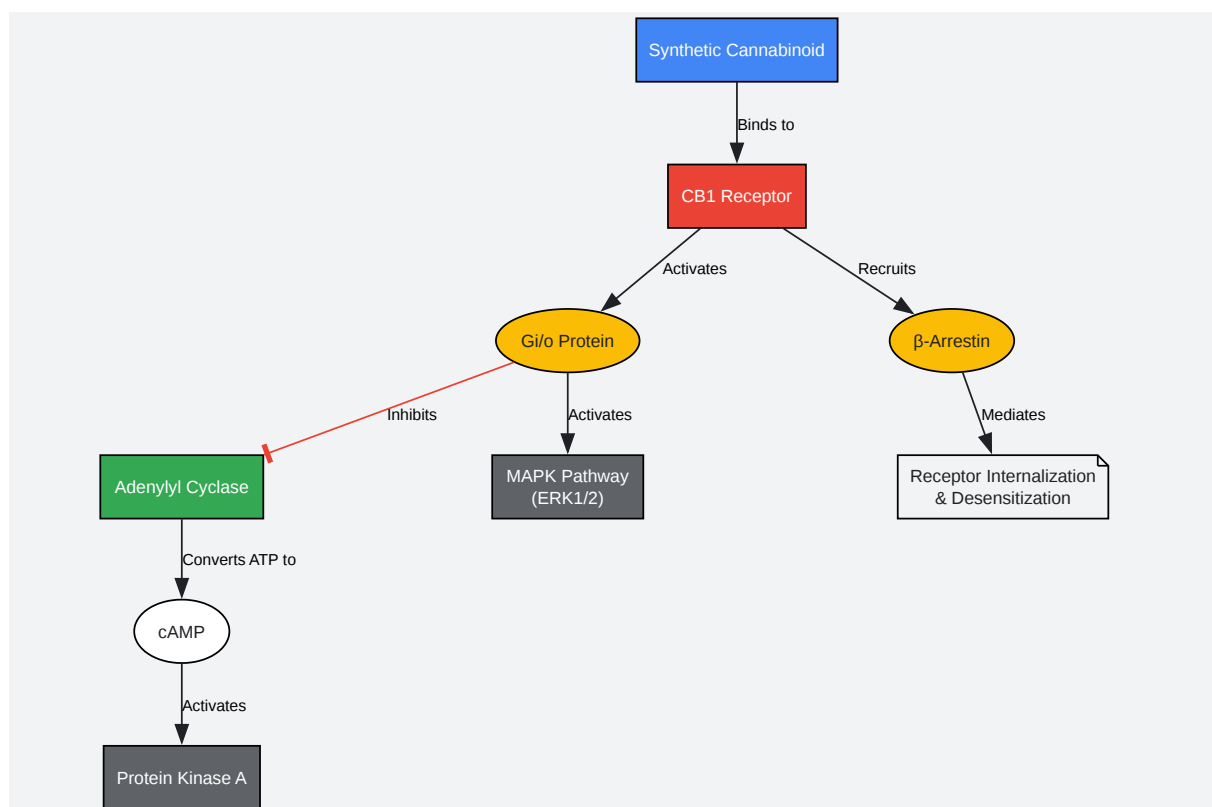 Synthetic Cannabinoid
Binds to
CB1 Receptor
Activates
Recruits
Gi/o Protein
β-Arrestin
Inhibits
Activates
Mediates
Adenylyl Cyclase
MAPK Pathway
(ERK1/2)
Receptor Internalization
& Desensitization
Converts ATP to
cAMP
Activates
Protein Kinase A